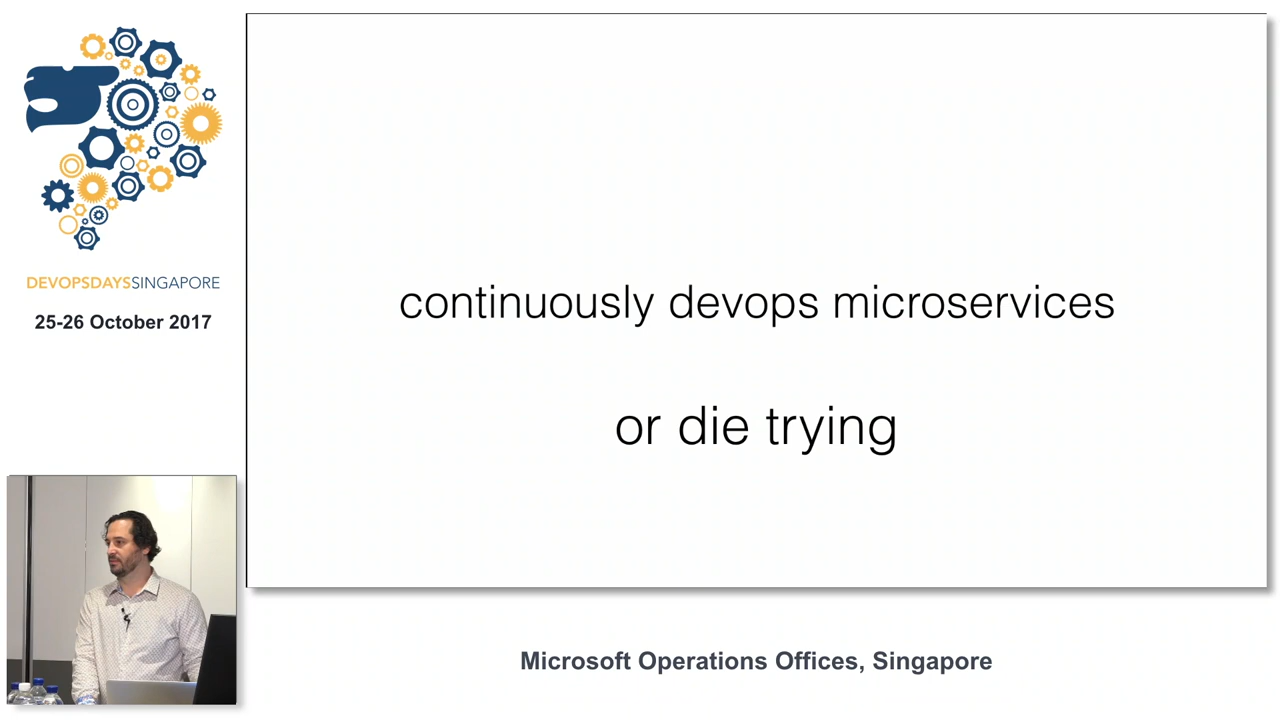 DEVOPSDAYSSINGAPORE
25-26 October 2017
continuously devops microservices
or die trying
Microsoft Operations Offices, Singapore